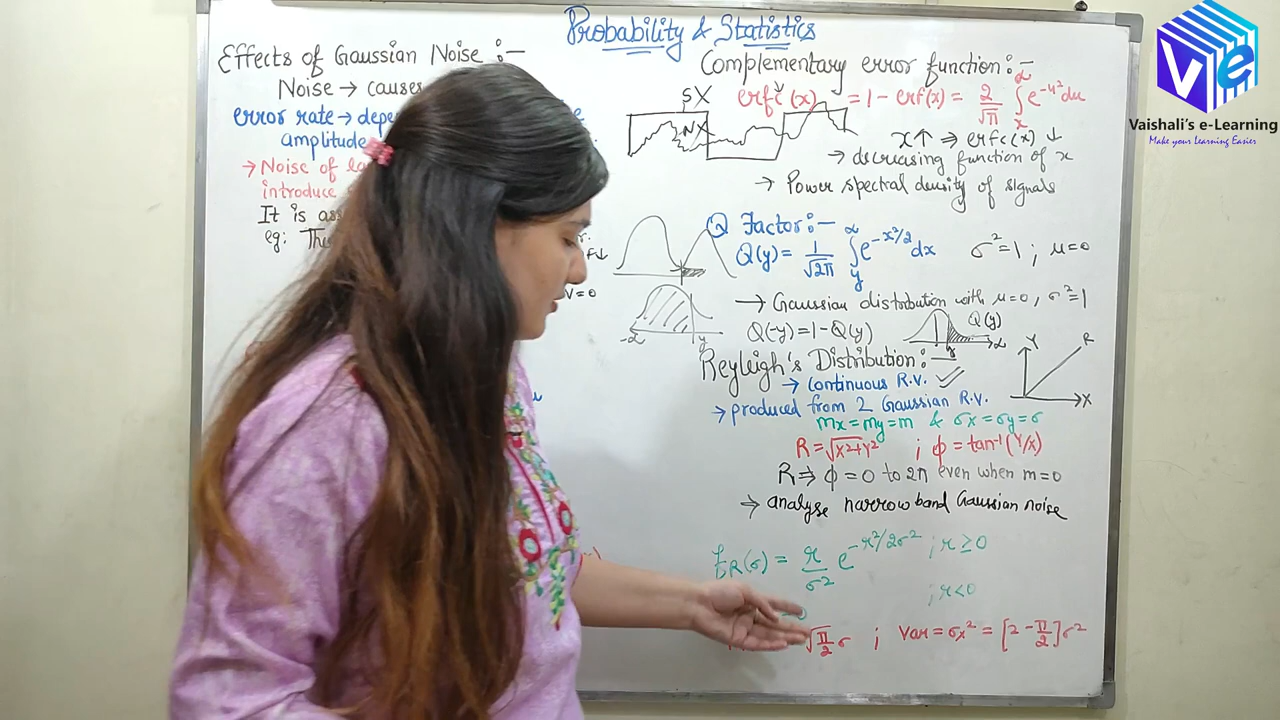 Probability & Statistics
Effects of Gaussian Noise :-
Noise → causes
error rate → depe
amplitude
→ Noise of la
introduce
It is ass
eg: Th
V=0
Complementary error function :-
erfc(x) = 1 - erf(x) = 2/√π ∫ₓ^∝ e^-u² du
SX
NX
x↑ ⇒ erfc(x) ↓
→ decreasing function of x
→ Power spectral density of signals
Q Factor :-
Q(y) = 1/√2π ∫ᵧ^∝ e^-x²/2 dx σ²=1 ; μ=0
→ Gaussian distribution with μ=0, σ²=1
Q(-y)=1-Q(y)
Q(y)
y
∝
-∝
y
Reyleigh's Distribution :-
→ continuous R.V.
→ produced from 2 Gaussian R.V.
mx=my=m & σx=σy=σ
R=√x²+y² ; φ=tan⁻¹(Y/X)
Y
R
X
R ⇒ φ = 0 to 2π even when m=0
→ analyse narrowband Gaussian noise
fR(σ) = r/σ² e^-r²/2σ² ; r≥0
=0 ; r<0
√π/2 σ ; Var = σx² = [2-π/2]σ²
Ve
Vaishali's e-Learning
Make your Learning Easier